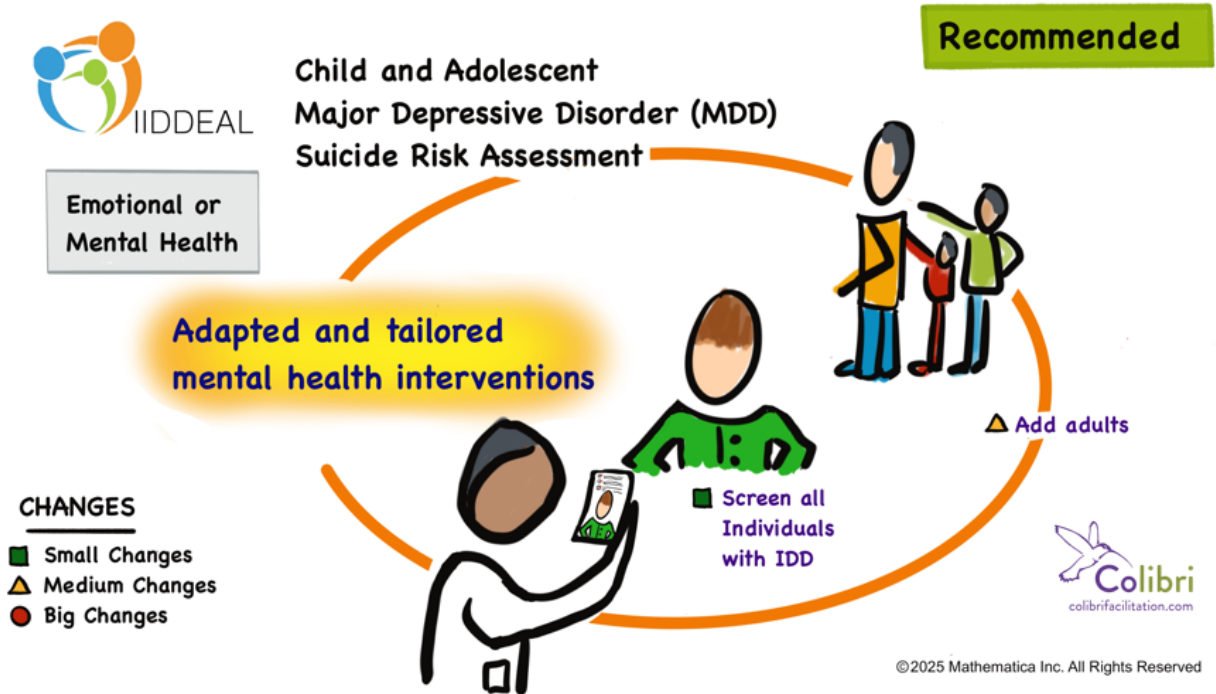 IIDDEAL
Child and Adolescent
Major Depressive Disorder (MDD)
Suicide Risk Assessment
Recommended
Emotional or
Mental Health
Adapted and tailored
mental health interventions
Add adults
Screen all
Individuals
with IDD
CHANGES
Small Changes
Medium Changes
Big Changes
Colibri
colibrifacilitation.com
©2025 Mathematica Inc. All Rights Reserved